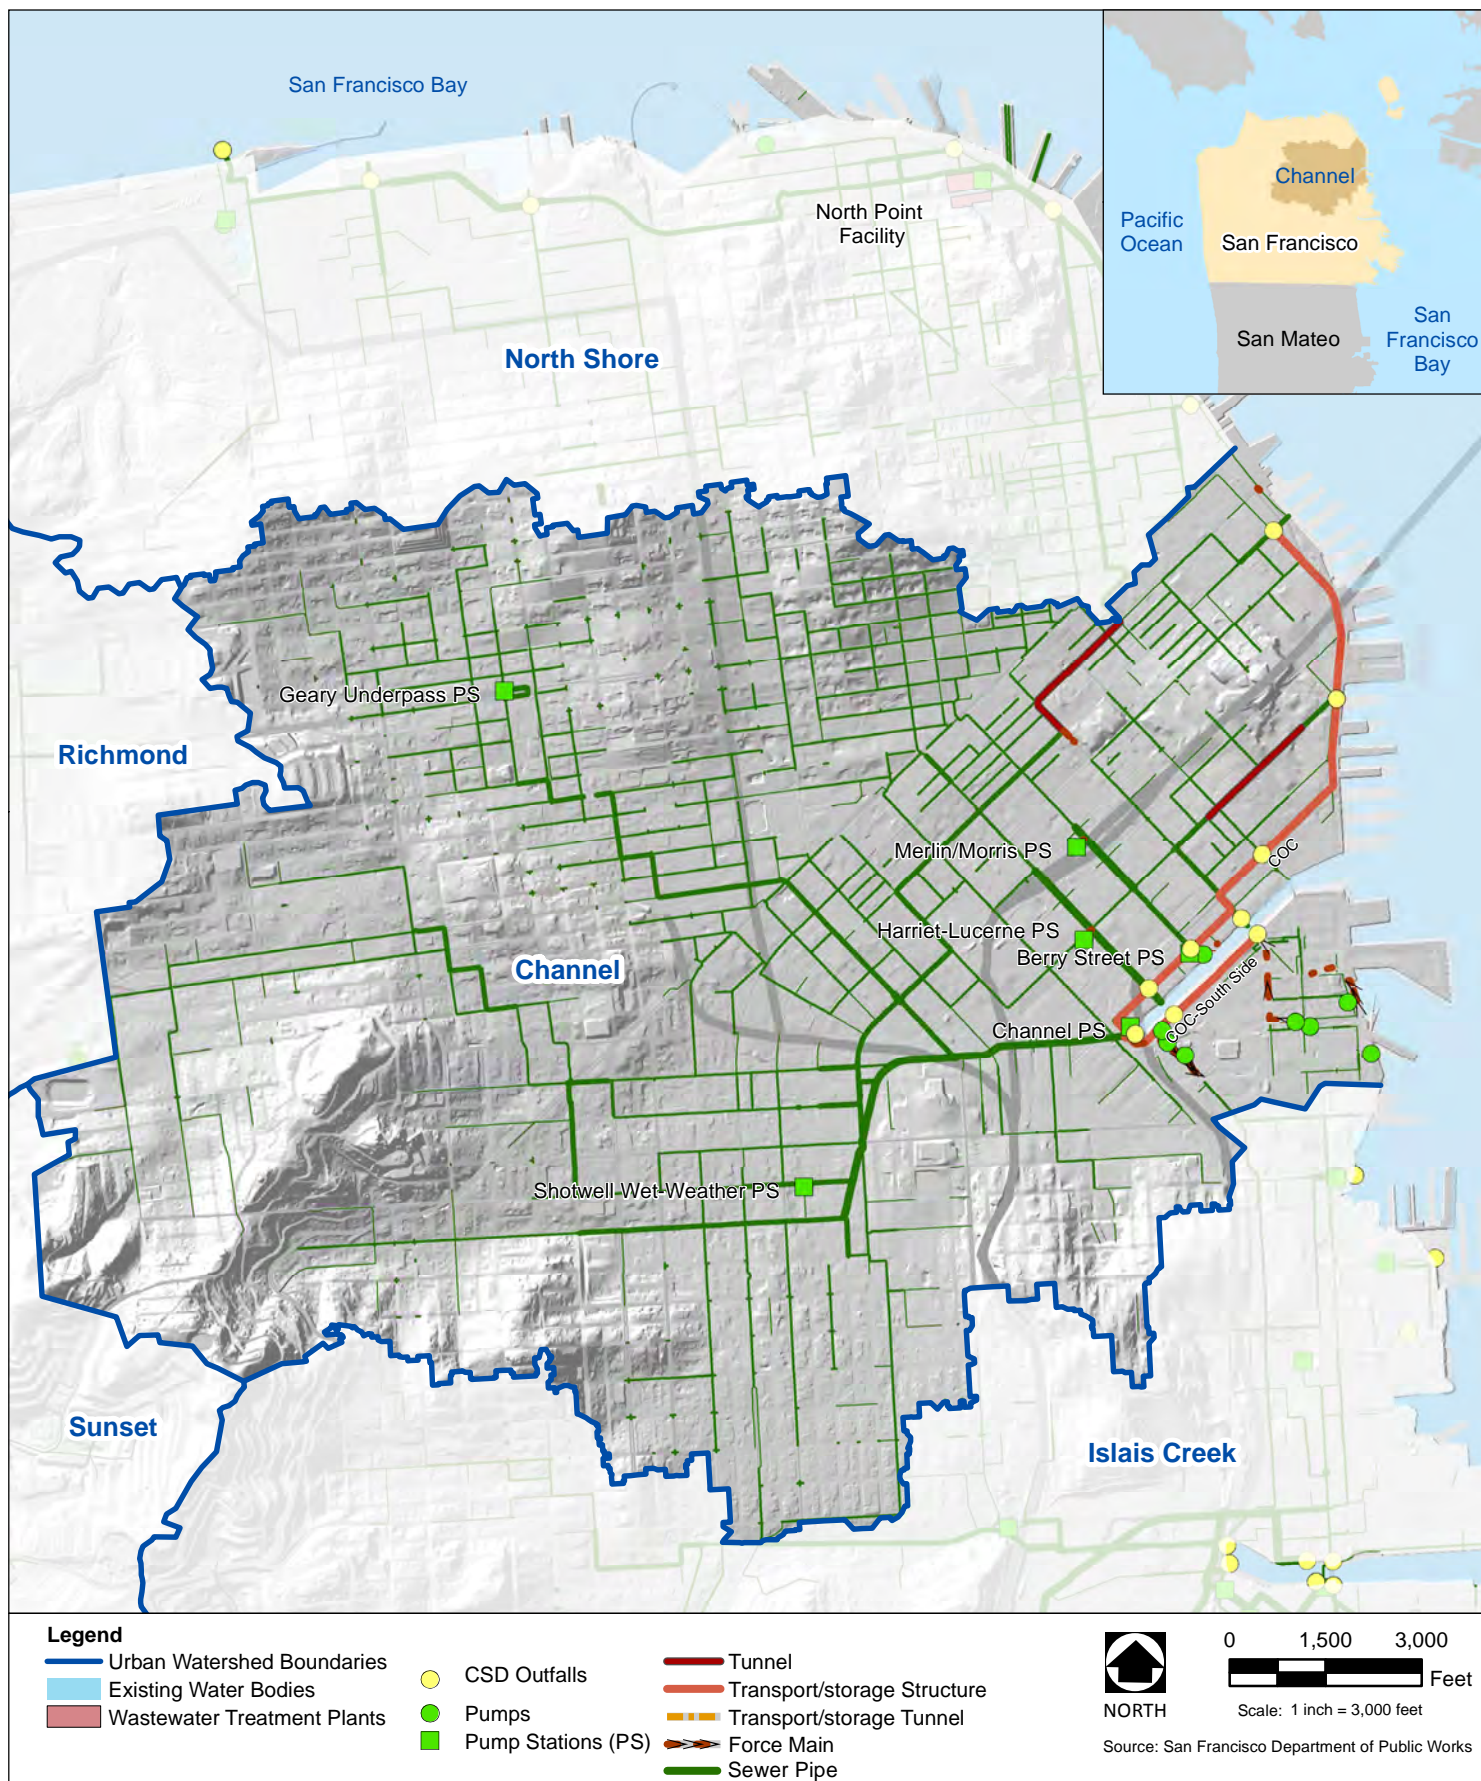 San Francisco Bay
Channel
Pacific
Ocean
San Francisco
San Mateo
San
Francisco
Bay
North Point
Facility
North Shore
Geary Underpass PS
Richmond
Merlin/Morris PS
COC
Harriet-Lucerne PS
Berry Street PS
Channel
COC-South Side
Channel PS
Shotwell Wet-Weather PS
Sunset
Islais Creek
Legend
Urban Watershed Boundaries
Existing Water Bodies
Wastewater Treatment Plants
CSD Outfalls
Pumps
Pump Stations (PS)
Tunnel
Transport/storage Structure
Transport/storage Tunnel
Force Main
Sewer Pipe
NORTH
0 1,500 3,000
Feet
Scale: 1 inch = 3,000 feet
Source: San Francisco Department of Public Works